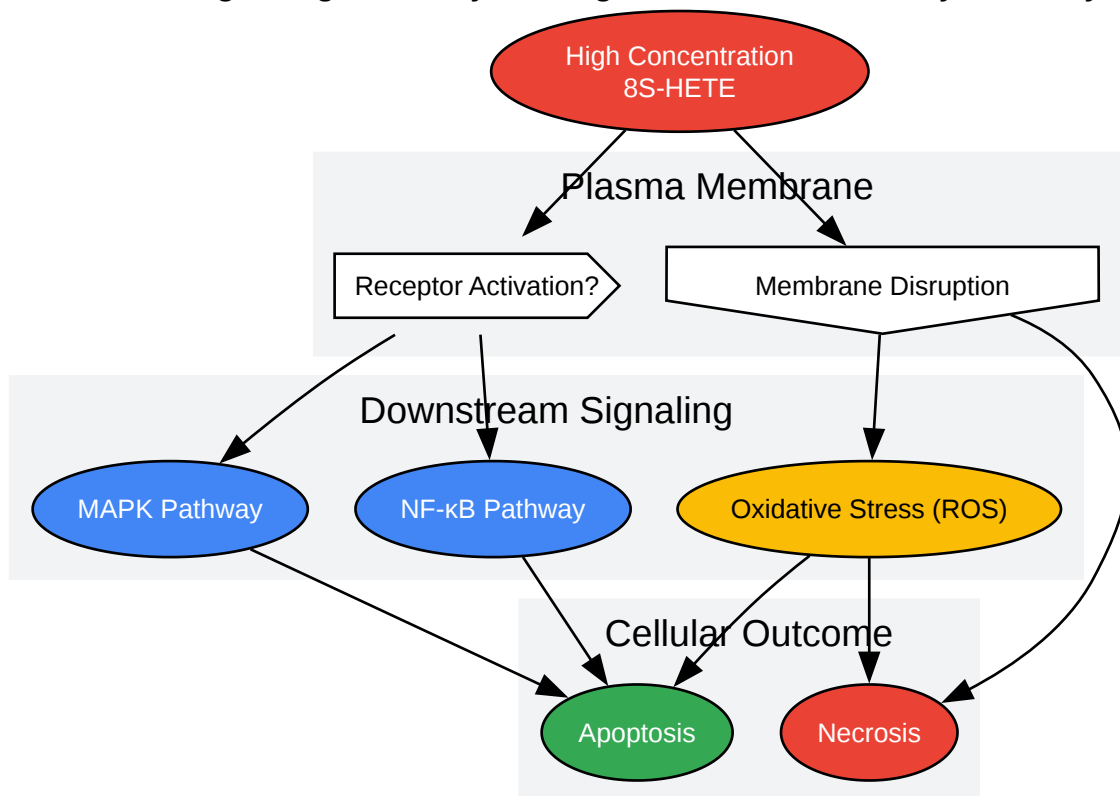 High Concentration
8S-HETE
Plasma Membrane
Receptor Activation?
Membrane Disruption
Downstream Signaling
MAPK Pathway
NF-κB Pathway
Oxidative Stress (ROS)
Cellular Outcome
Apoptosis
Necrosis